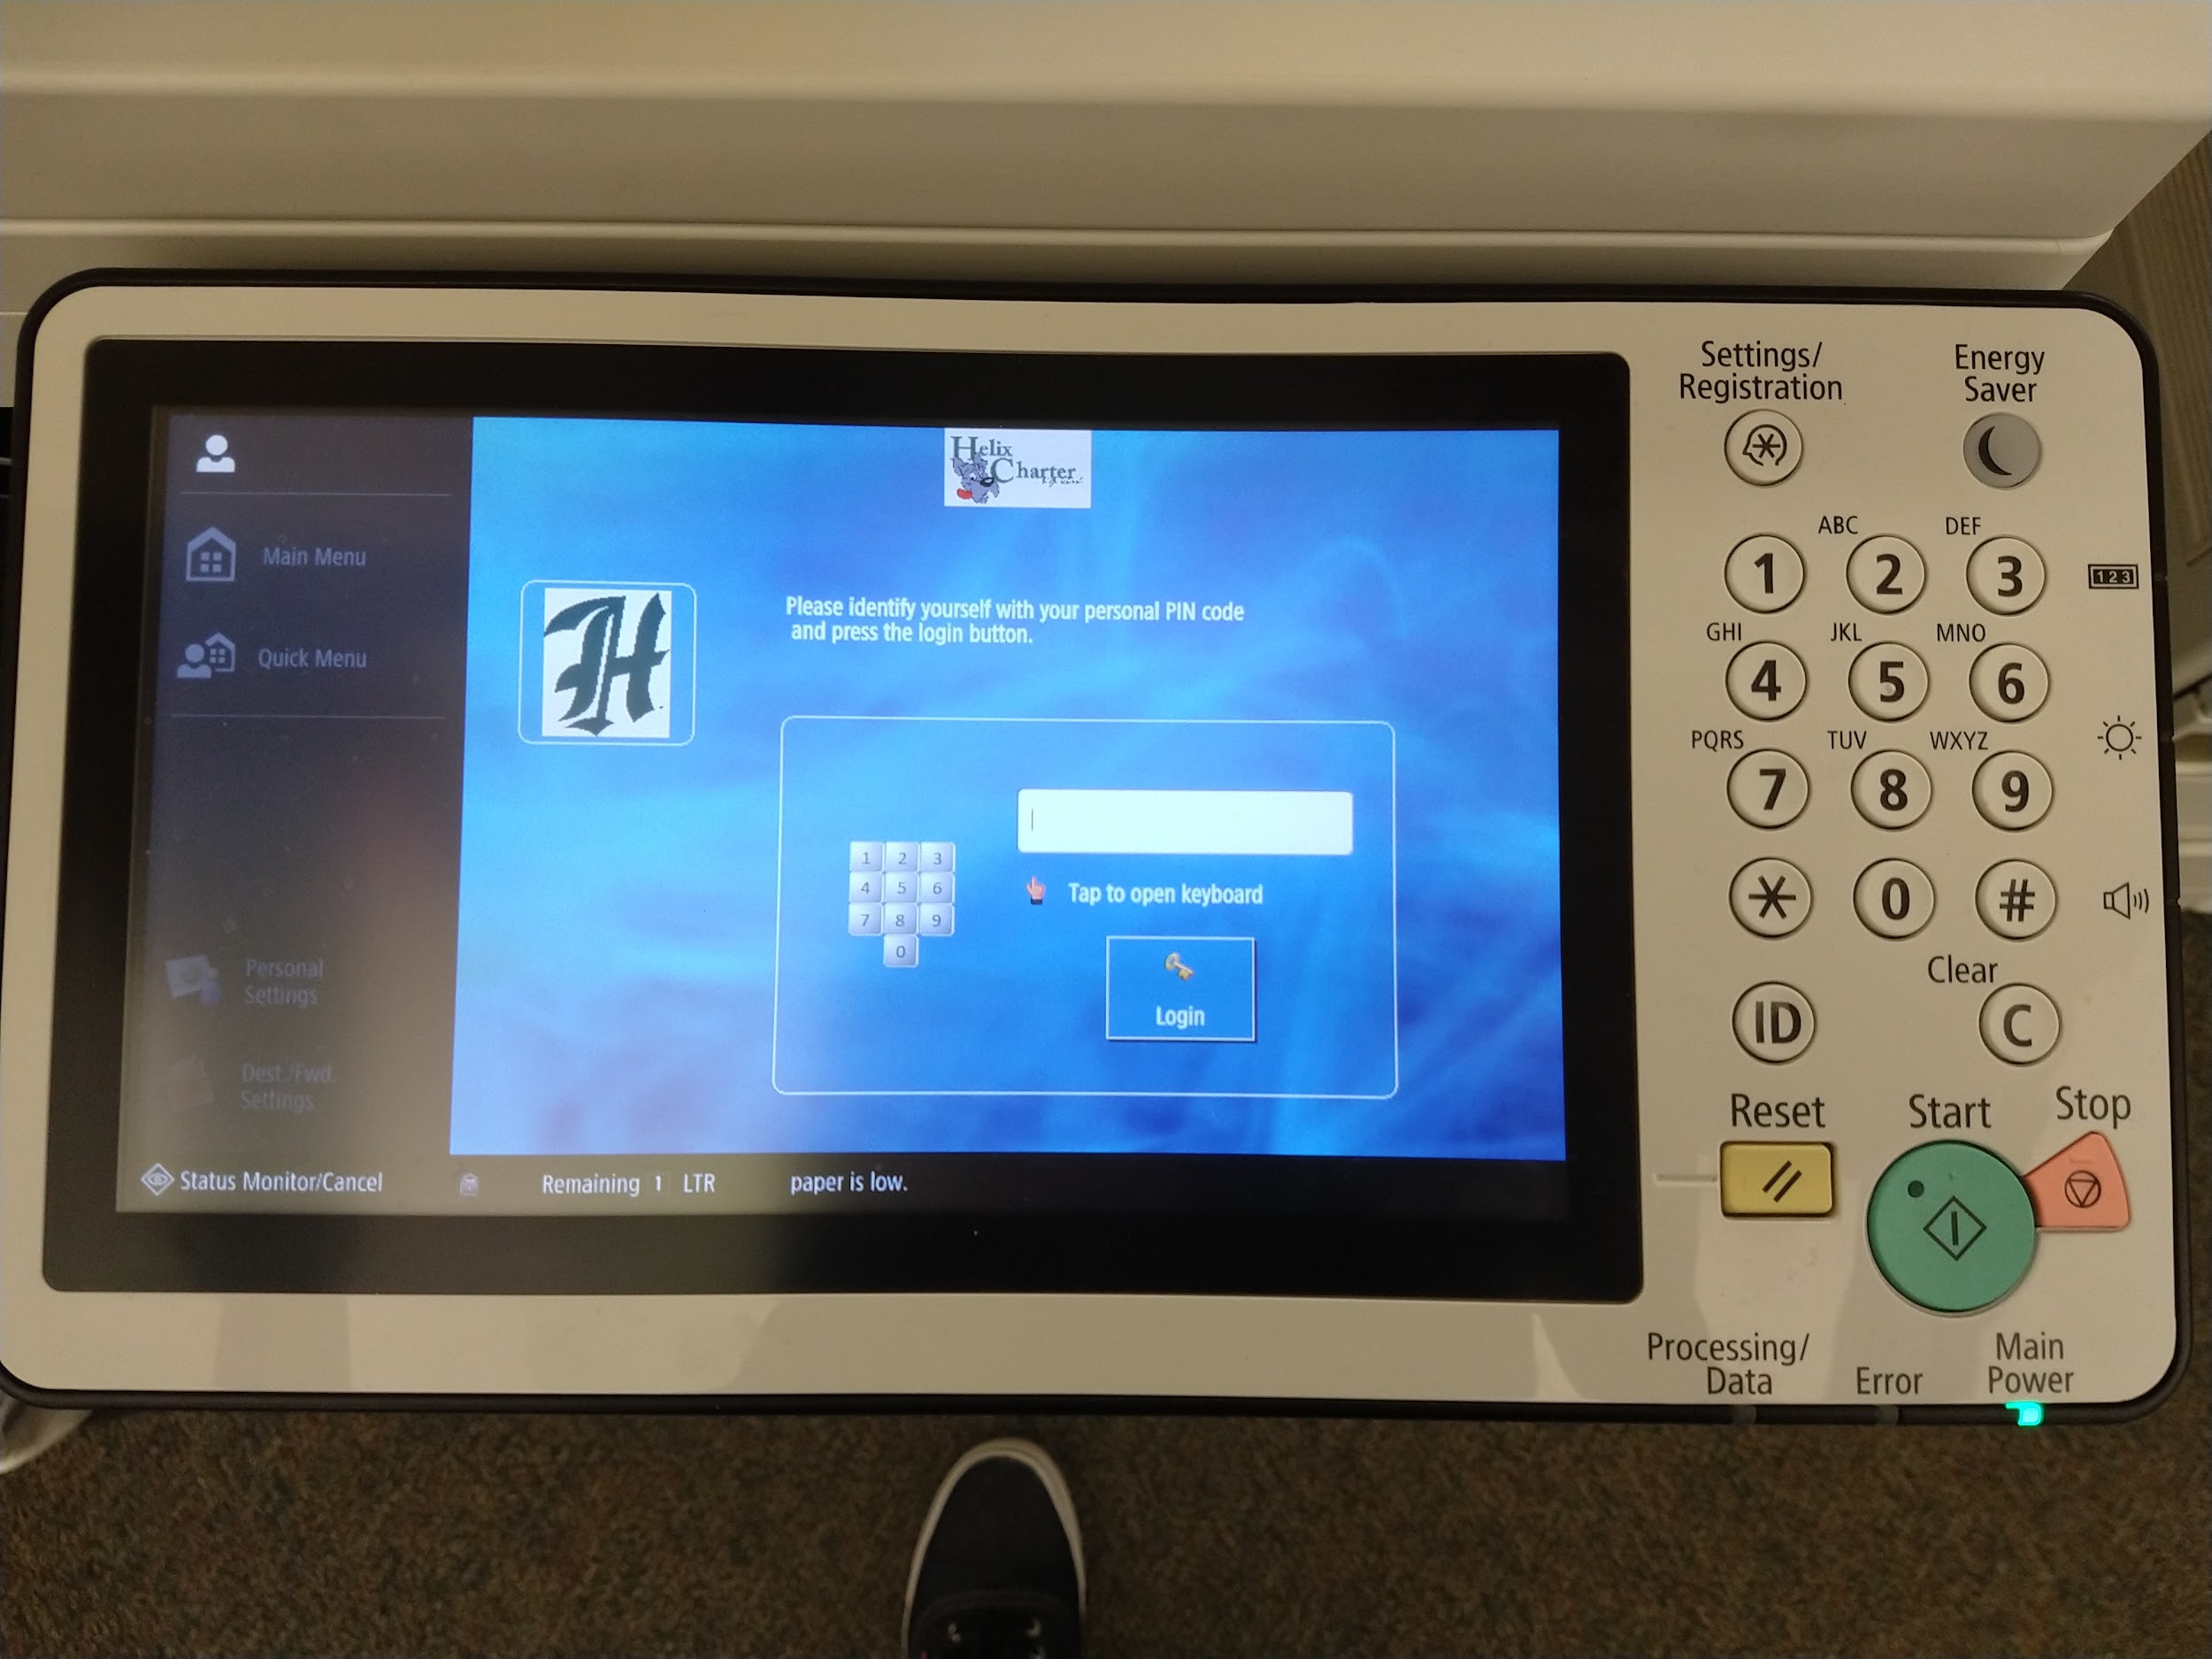 Helix
Charter
Main Menu
Quick Menu
H
Please identify yourself with your personal PIN code
and press the login button.
1 2 3
4 5 6
7 8 9
0
Tap to open keyboard
Login
Personal
Settings
Dest./Fwd.
Settings
Status Monitor/Cancel
Remaining 1 LTR paper is low.
Settings/
Registration
Energy
Saver
ABC DEF
1 2 3
123
GHI JKL MNO
4 5 6
PQRS TUV WXYZ
7 8 9
* 0 #
Clear
ID C
Reset Start Stop
Processing/
Data
Error
Main
Power